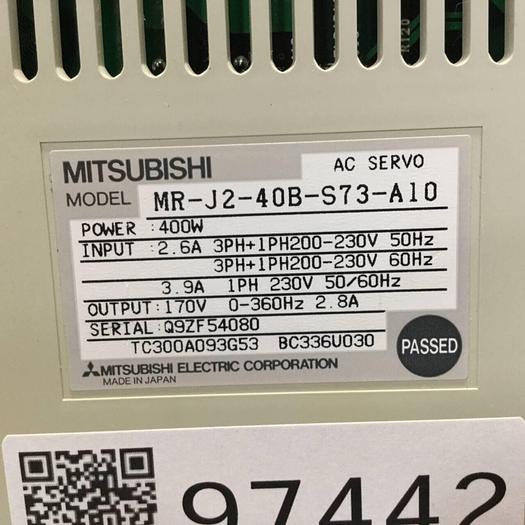 R120
MITSUBISHI AC SERVO
MODEL MR-J2-40B-S73-A10
POWER :400W
INPUT :2.6A 3PH+1PH200-230V 50Hz
3PH+1PH200-230V 60Hz
3.9A 1PH 230V 50/60Hz
OUTPUT:170V 0-360Hz 2.8A
SERIAL:Q9ZF54080
TC300A093G53 BC336U030
PASSED
MITSUBISHI ELECTRIC CORPORATION
MADE IN JAPAN
97442